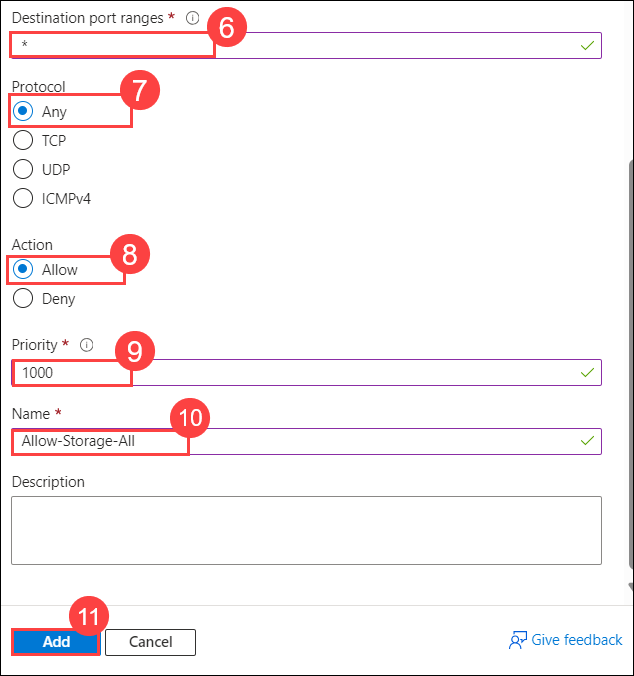 Destination port ranges * 6
*
Protocol 7
Any
TCP
UDP
ICMPv4
Action 8
Allow
Deny
Priority * 9
1000
Name * 10
Allow-Storage-All
Description
11
Add Cancel Give feedback